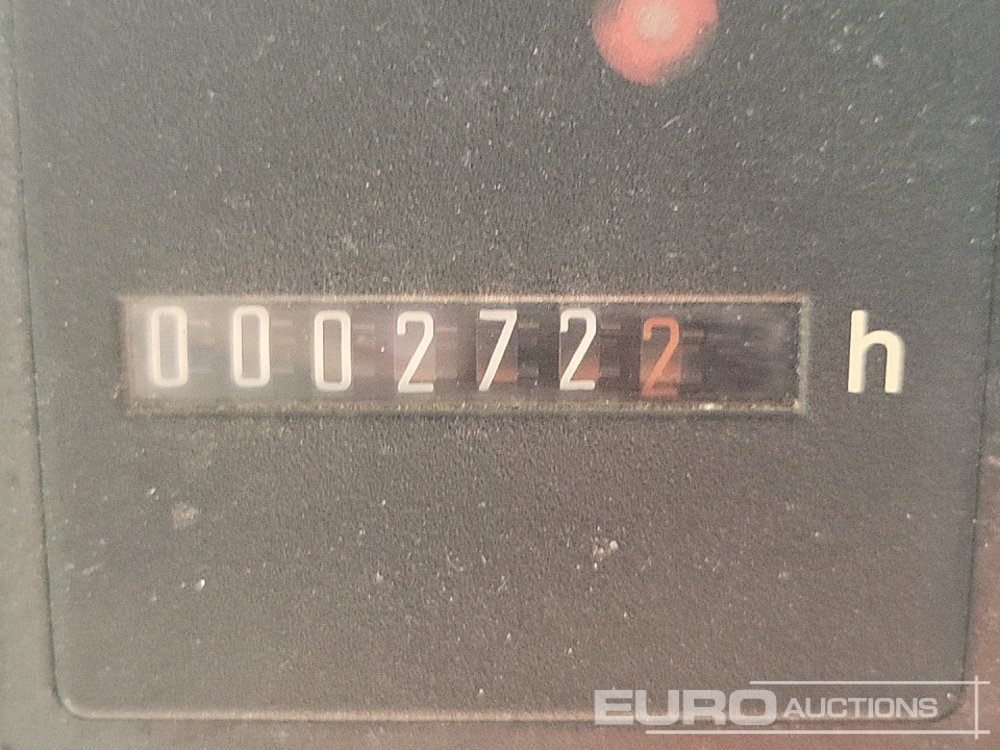 0002722 h
EURO AUCTIONS